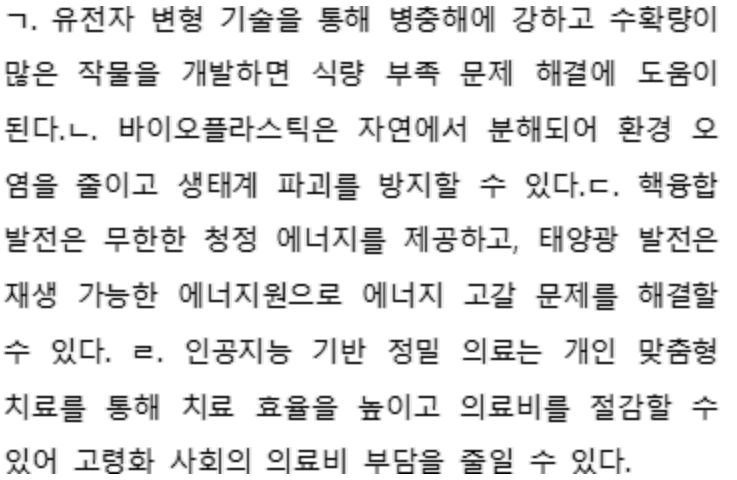 ㄱ. 유전자 변형 기술을 통해 병충해에 강하고 수확량이
많은 작물을 개발하면 식량 부족 문제 해결에 도움이
된다.ㄴ. 바이오플라스틱은 자연에서 분해되어 환경 오
염을 줄이고 생태계 파괴를 방지할 수 있다.ㄷ. 핵융합
발전은 무한한 청정 에너지를 제공하고, 태양광 발전은
재생 가능한 에너지원으로 에너지 고갈 문제를 해결할
수 있다. ㄹ. 인공지능 기반 정밀 의료는 개인 맞춤형
치료를 통해 치료 효율을 높이고 의료비를 절감할 수
있어 고령화 사회의 의료비 부담을 줄일 수 있다.